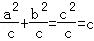 a²/c + b²/c = c²/c = c